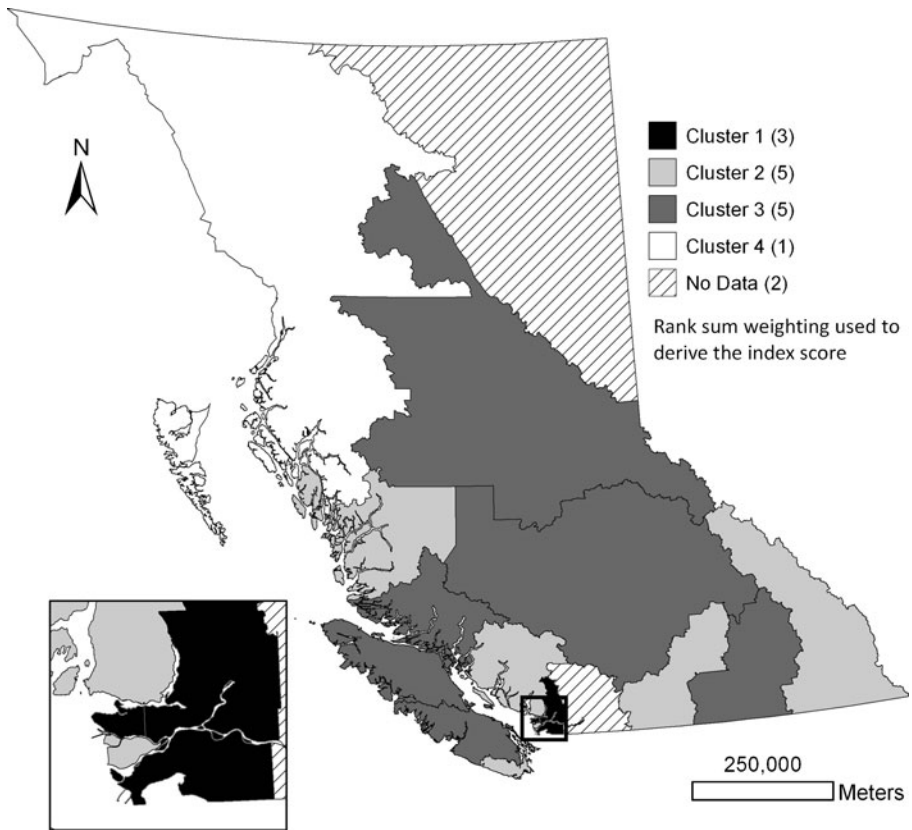 N
Cluster 1 (3)
Cluster 2 (5)
Cluster 3 (5)
Cluster 4 (1)
No Data (2)
Rank sum weighting used to
derive the index score
250,000
Meters